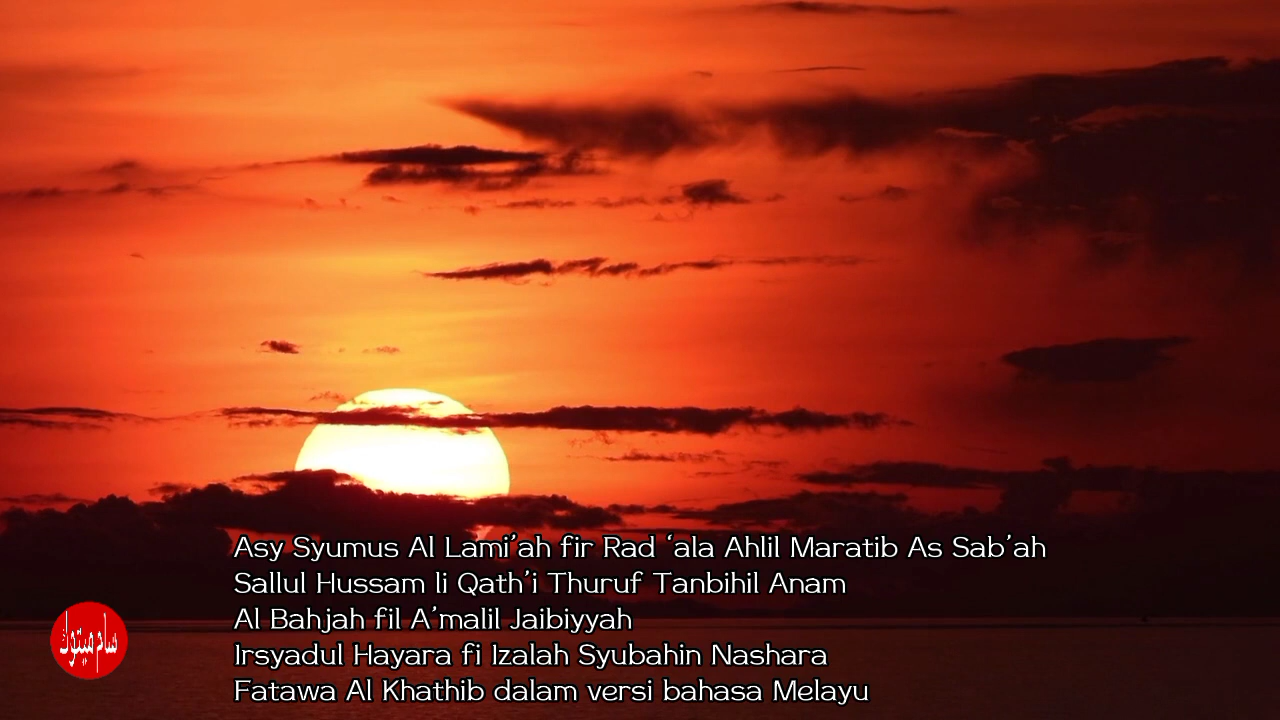 Asy Syumus Al Lami’ah fir Rad ‘ala Ahlil Maratib As Sab’ah
Sallul Hussam li Qath’i Thuruf Tanbihil Anam
Al Bahjah fil A’malil Jaibiyyah
Irsyadul Hayara fi Izalah Syubahin Nashara
Fatawa Al Khathib dalam versi bahasa Melayu
سام ميتوك